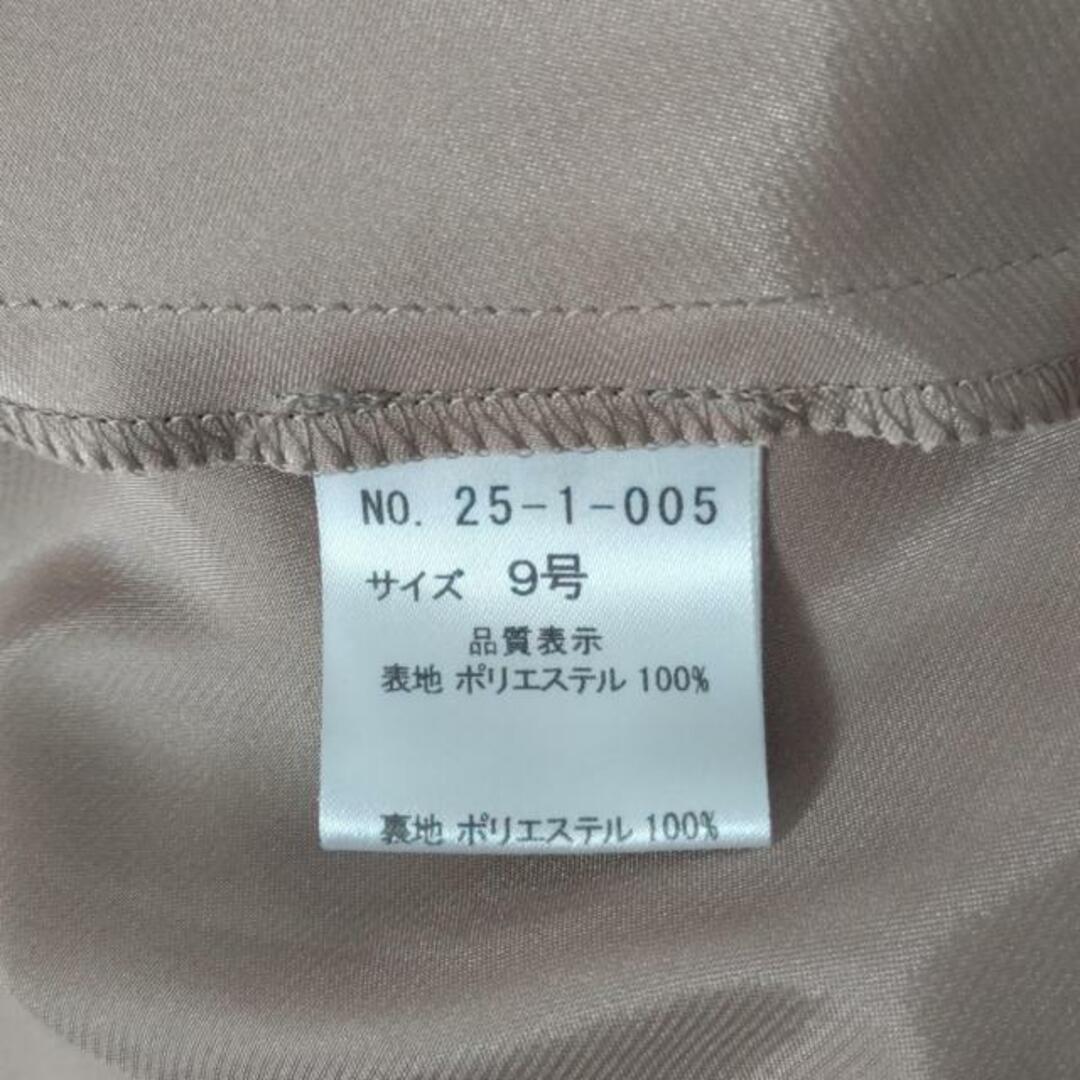 NO. 25-1-005
サイズ 9号
品質表示
表地 ポリエステル 100%
裏地 ポリエステル 100%